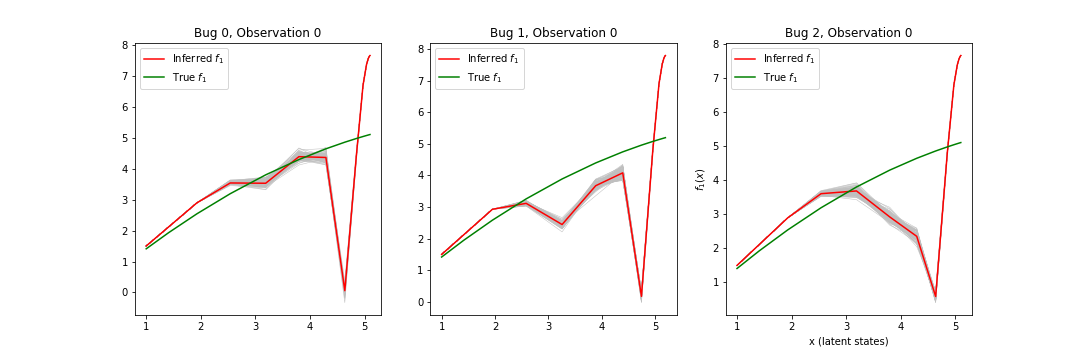 Bug 0, Observation 0
8
7
6
5
4
3
2
1
0
Inferred f₁
True f₁
1 2 3 4 5
Bug 1, Observation 0
8
7
6
5
4
3
2
1
0
Inferred f₁
True f₁
1 2 3 4 5
Bug 2, Observation 0
f₁(x)
8
7
6
5
4
3
2
1
Inferred f₁
True f₁
1 2 3 4 5
x (latent states)